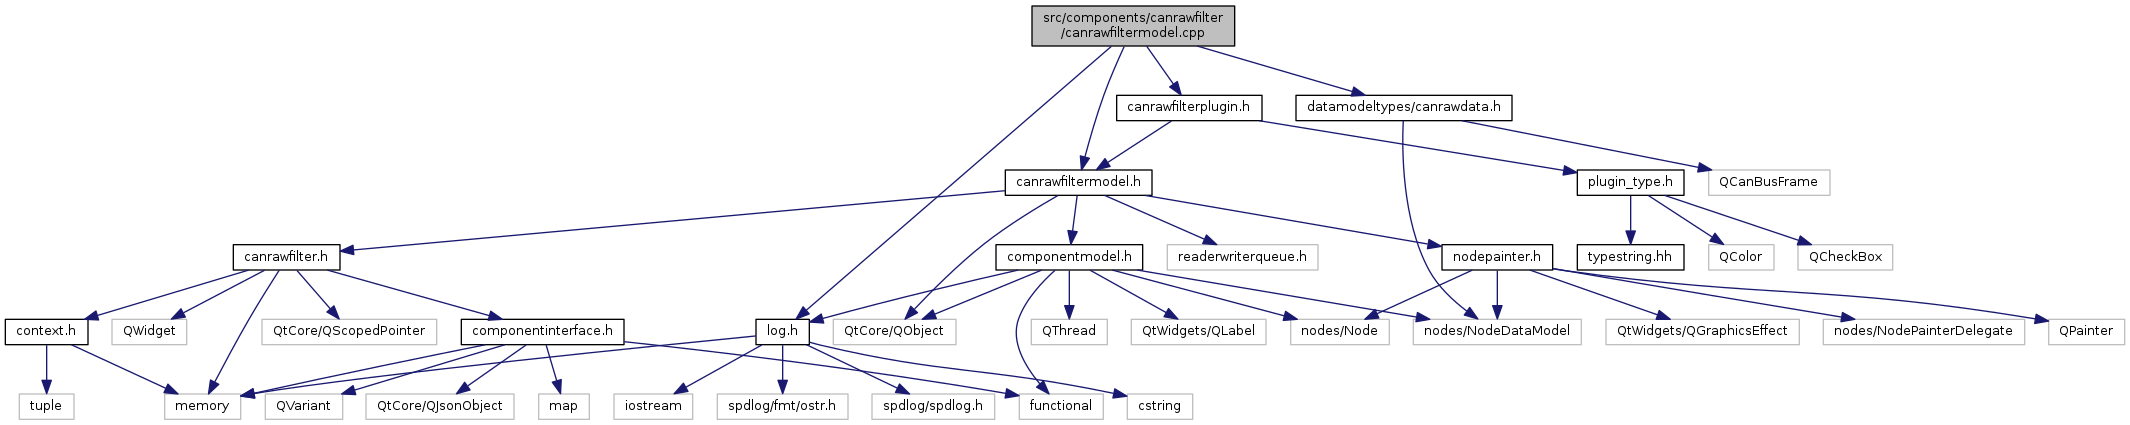 src/components/canrawfilter
/canrawfiltermodel.cpp
canrawfilterplugin.h
datamodeltypes/canrawdata.h
canrawfiltermodel.h
plugin_type.h
QCanBusFrame
canrawfilter.h
componentmodel.h
readerwriterqueue.h
nodepainter.h
typestring.hh
QColor
QCheckBox
context.h
QWidget
QtCore/QScopedPointer
componentinterface.h
log.h
QtCore/QObject
QThread
QtWidgets/QLabel
nodes/Node
nodes/NodeDataModel
QtWidgets/QGraphicsEffect
nodes/NodePainterDelegate
QPainter
tuple
memory
QVariant
QtCore/QJsonObject
map
iostream
spdlog/fmt/ostr.h
spdlog/spdlog.h
functional
cstring